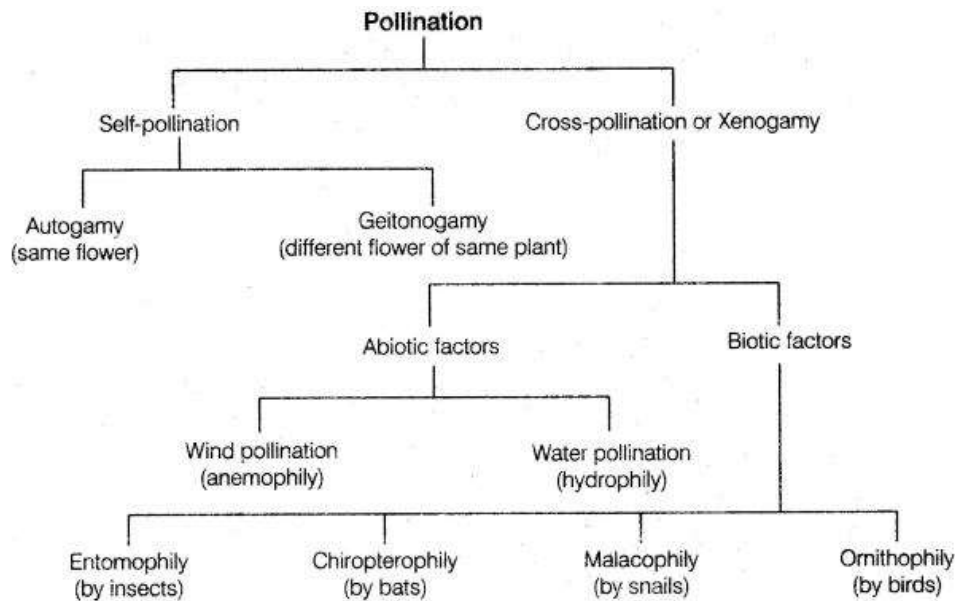 Pollination
Self-pollination
Cross-pollination or Xenogamy
Autogamy
(same flower)
Geitonogamy
(different flower of same plant)
Abiotic factors
Biotic factors
Wind pollination
(anemophily)
Water pollination
(hydrophily)
Entomophily
(by insects)
Chiropterophily
(by bats)
Malacophily
(by snails)
Ornithophily
(by birds)